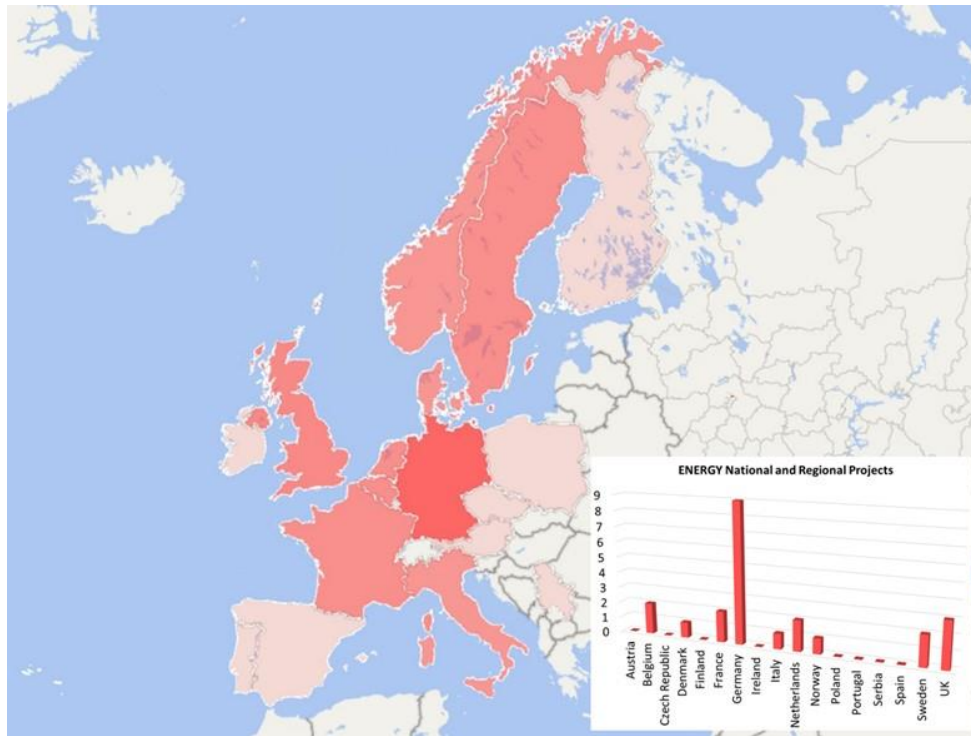 ENERGY National and Regional Projects
9
8
7
6
5
4
3
2
1
0
Austria
Belgium
Czech Republic
Denmark
Finland
France
Germany
Ireland
Italy
Netherlands
Norway
Poland
Portugal
Serbia
Spain
Sweden
UK